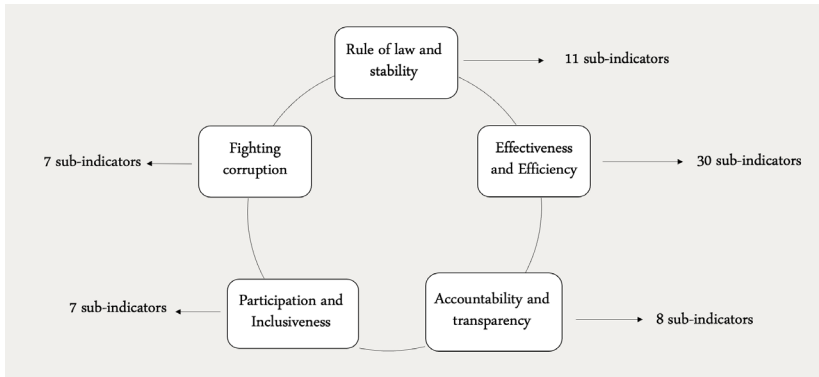 Rule of law and
stability
11 sub-indicators
Fighting
corruption
7 sub-indicators
Effectiveness
and Efficiency
30 sub-indicators
Participation and
Inclusiveness
7 sub-indicators
Accountability and
transparency
8 sub-indicators